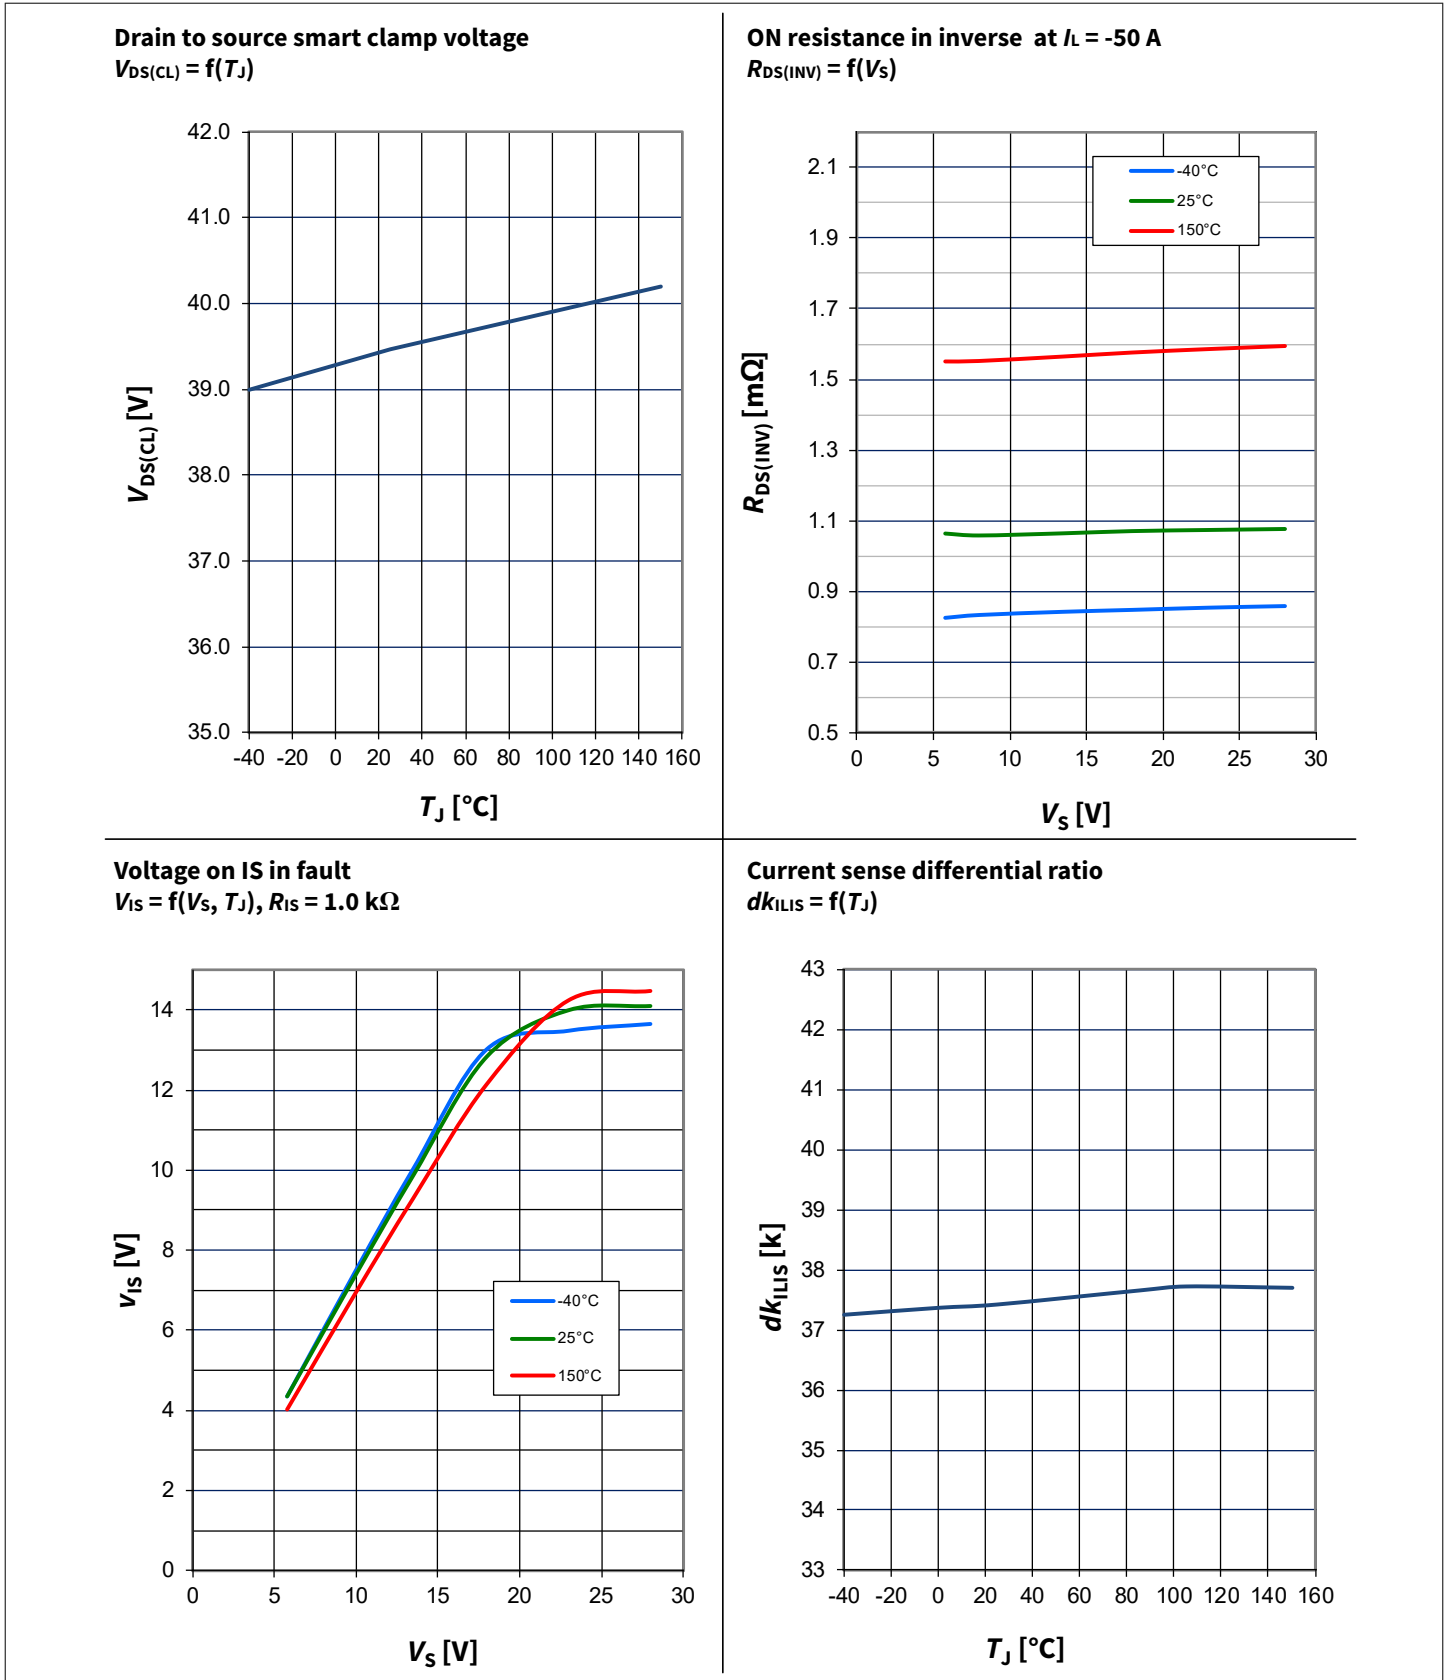 Drain to source smart clamp voltage
VDS(CL) = f(TJ)
42.0
41.0
40.0
39.0
38.0
37.0
36.0
35.0
-40 -20 0 20 40 60 80 100 120 140 160
VDS(CL) [V]
TJ [°C]
ON resistance in inverse at IL = -50 A
RDS(INV) = f(VS)
2.1
1.9
1.7
1.5
1.3
1.1
0.9
0.7
0.5
0 5 10 15 20 25 30
-40°C
25°C
150°C
RDS(INV) [mΩ]
VS [V]
Voltage on IS in fault
VIS = f(VS, TJ), RIS = 1.0 kΩ
14
12
10
8
6
4
2
0
0 5 10 15 20 25 30
-40°C
25°C
150°C
vIS [V]
VS [V]
Current sense differential ratio
dkILIS = f(TJ)
43
42
41
40
39
38
37
36
35
34
33
-40 -20 0 20 40 60 80 100 120 140 160
dkILIS [k]
TJ [°C]